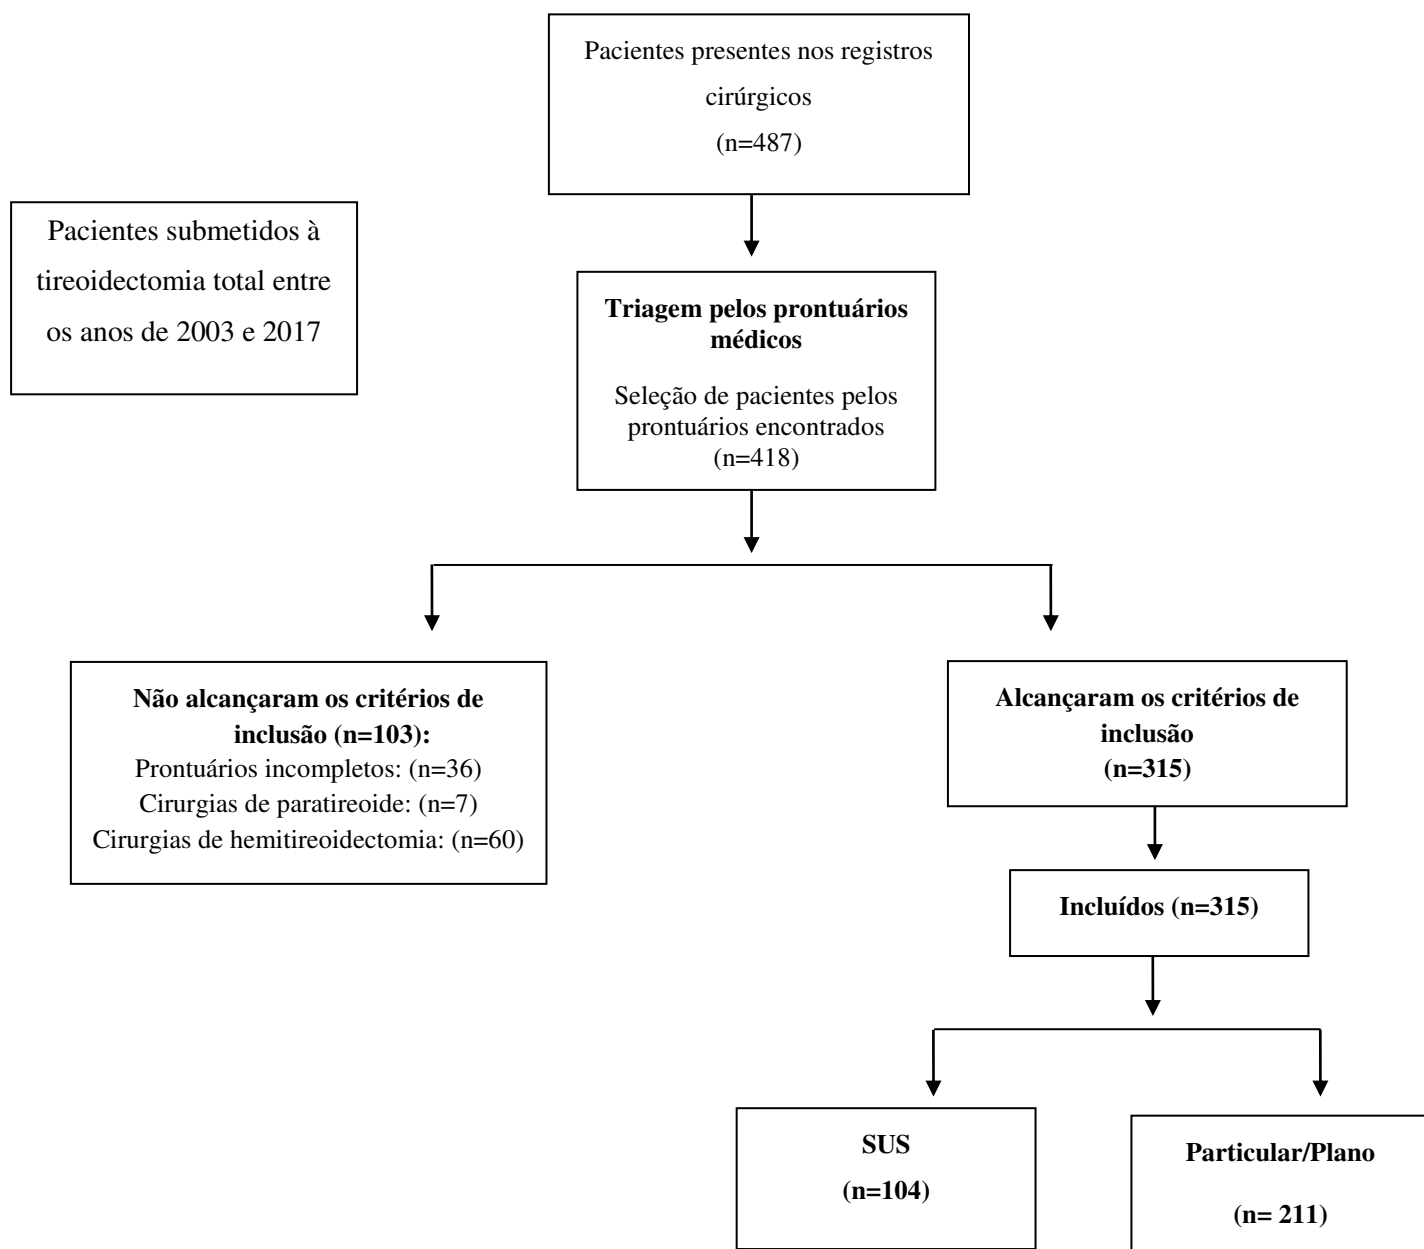 Pacientes presentes nos registros
cirúrgicos
(n=487)
Pacientes submetidos à
tireoidectomia total entre
os anos de 2003 e 2017
Triagem pelos prontuários
médicos
Seleção de pacientes pelos
prontuários encontrados
(n=418)
Não alcançaram os critérios de
inclusão (n=103):
Prontuários incompletos: (n=36)
Cirurgias de paratireoide: (n=7)
Cirurgias de hemitireoidectomia: (n=60)
Alcançaram os critérios de
inclusão
(n=315)
Incluídos (n=315)
SUS
(n=104)
Particular/Plano
(n= 211)